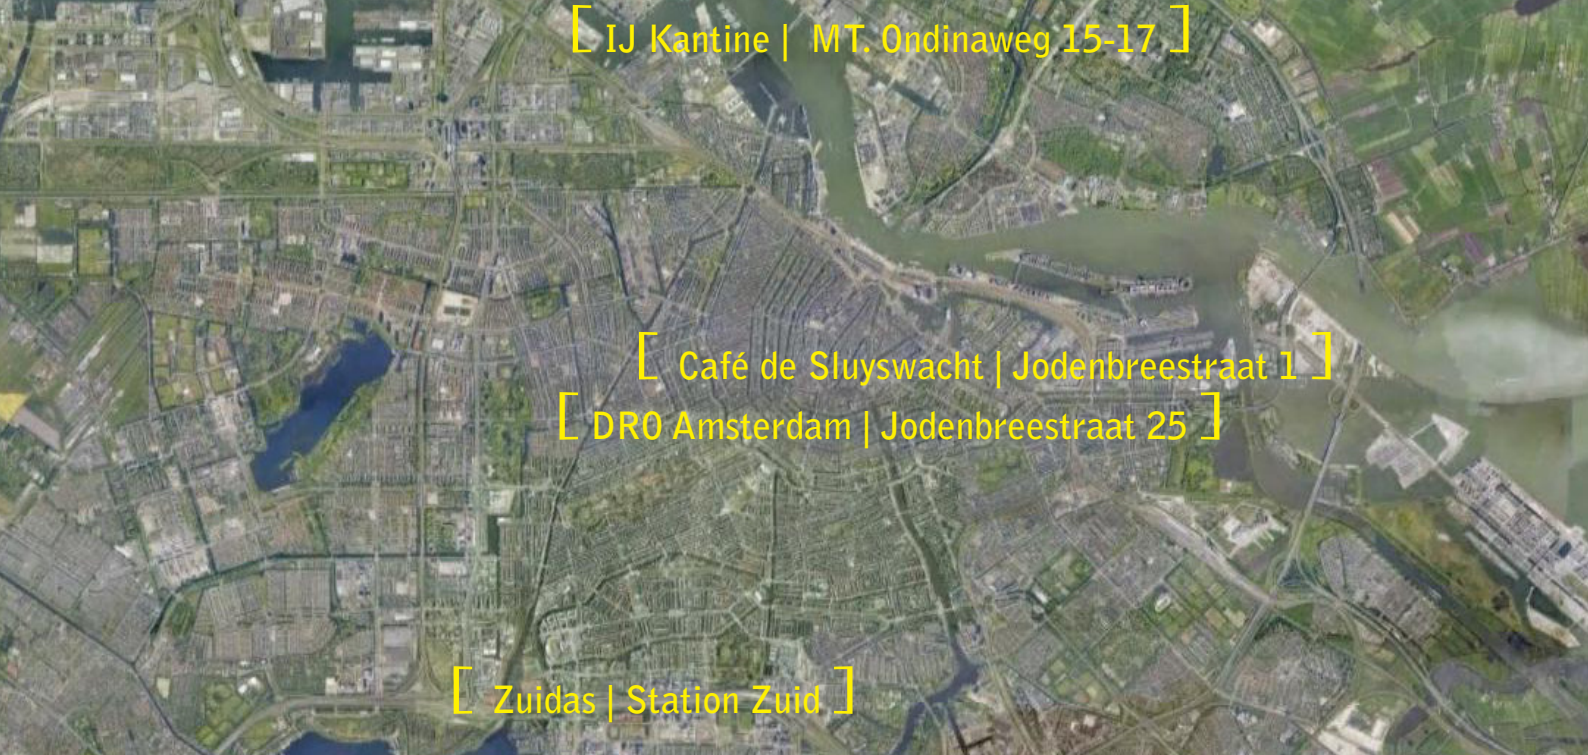 [ IJ Kantine | MT. Ondinaweg 15-17 ]
[ Café de Sluyswacht | Jodenbreestraat 1 ]
[ DRO Amsterdam | Jodenbreestraat 25 ]
[ Zuidas | Station Zuid ]